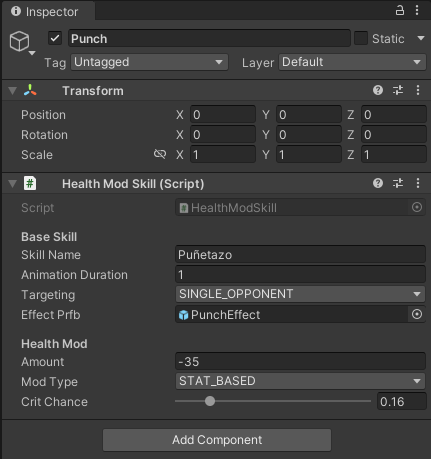 Inspector
Punch Static
Tag Untagged Layer Default
Transform
Position X 0 Y 0 Z 0
Rotation X 0 Y 0 Z 0
Scale X 1 Y 1 Z 1
# Health Mod Skill (Script)
Script # HealthModSkill
Base Skill
Skill Name Puñetazo
Animation Duration 1
Targeting SINGLE_OPPONENT
Effect Prfb PunchEffect
Health Mod
Amount -35
Mod Type STAT_BASED
Crit Chance 0.16
Add Component